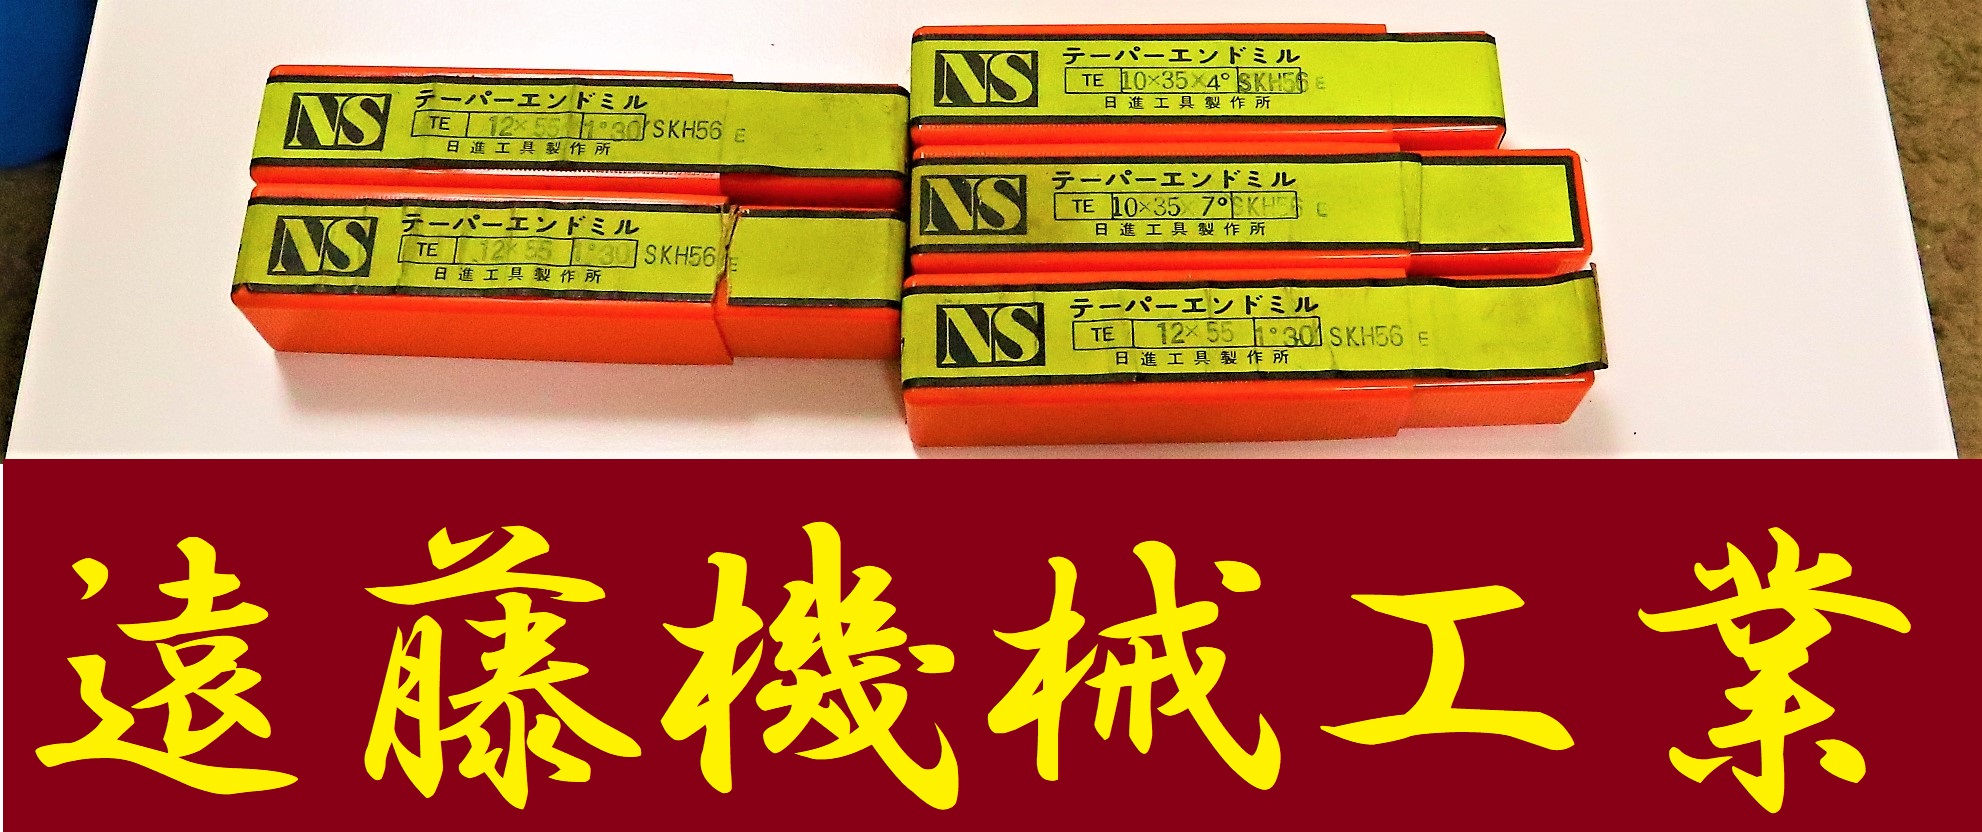 NS
テーパーエンドミル
TE 12×55 1°30′ SKH56 E
日進工具製作所
NS
テーパーエンドミル
TE 12×55 1°30 SKH56 E
日進工具製作所
NS
テーパーエンドミル
TE 10×35×4° SKH56 E
日進工具製作所
NS
テーパーエンドミル
TE 10×35×7° SKH56 E
日進工具製作所
NS
テーパーエンドミル
TE 12×55 1°30′ SKH56 E
日進工具製作所
遠藤機械工業